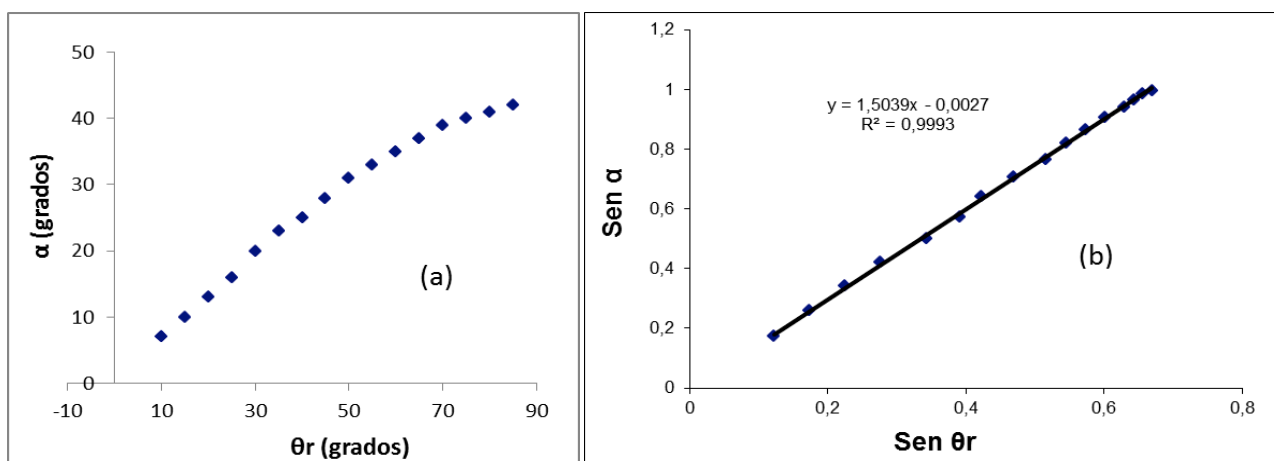 50
40
30
20
10
0
-10 10 30 50 70 90
α (grados)
θr (grados)
(a)
1,2
1
0,8
0,6
0,4
0,2
0
0 0,2 0,4 0,6 0,8
Sen α
Sen θr
y = 1,5039x - 0,0027
R² = 0,9993
(b)